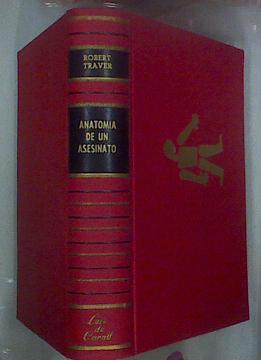 ROBERT
TRAVER
ANATOMIA
DE UN
ASESINATO
Luis
de
Caralt